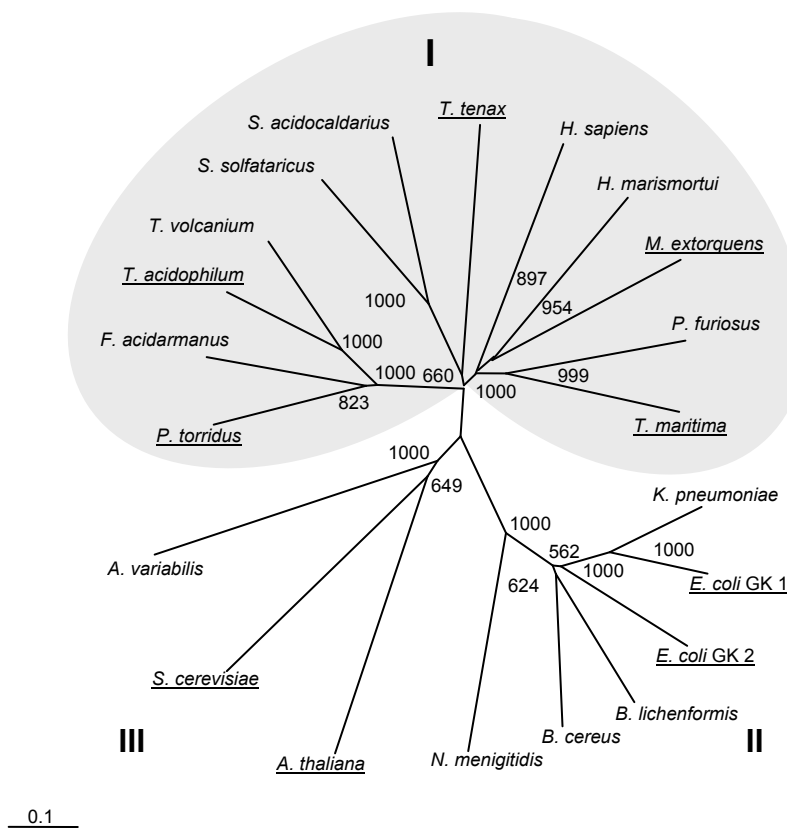 I
T. tenax
S. acidocaldarius
H. sapiens
S. solfataricus
H. marismortui
T. volcanium
M. extorquens
T. acidophilum
897
1000
954
P. furiosus
F. acidarmanus
1000
1000
660
999
1000
823
P. torridus
T. maritima
1000
649
K. pneumoniae
1000
562
1000
A. variabilis
624
1000
E. coli GK 1
S. cerevisiae
E. coli GK 2
B. lichenformis
III
B. cereus
II
A. thaliana
N. menigitidis
0.1